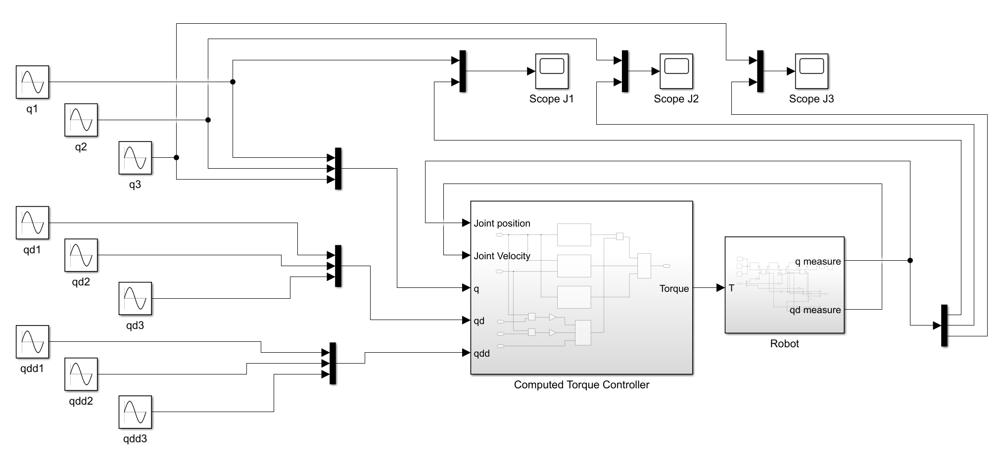 Scope J1
Scope J2
Scope J3
q1
q2
q3
qd1
qd2
qd3
qdd1
qdd2
qdd3
Joint position
Joint Velocity
q
qd
qdd
Torque
Computed Torque Controller
T
q measure
qd measure
Robot